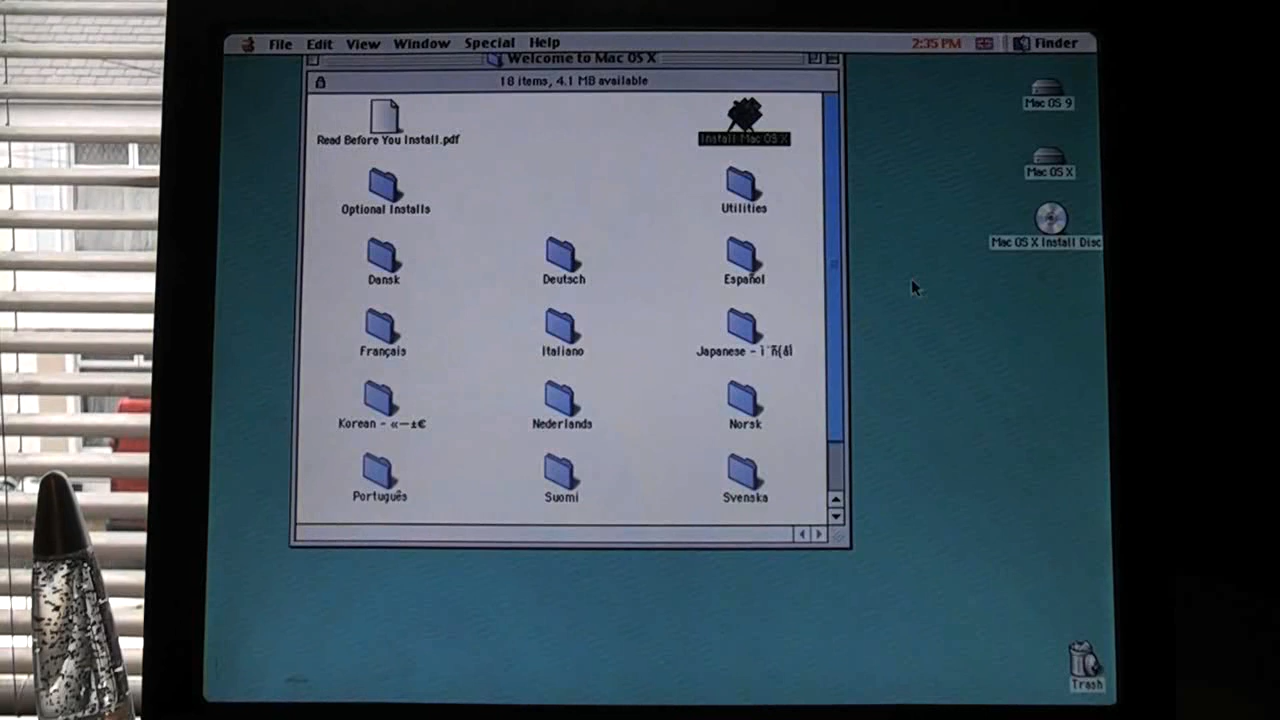 File Edit View Window Special Help 2:35 PM Finder
Welcome to Mac OS X
18 items, 4.1 MB available
Read Before You Install.pdf Install Mac OS X
Optional Installs Utilities
Dansk Deutsch Español
Français Italiano Japanese -
Korean - «—±€ Nederlands Norsk
Português Suomi Svenska
Mac OS 9
Mac OS X
Mac OS X Install Disc
Trash